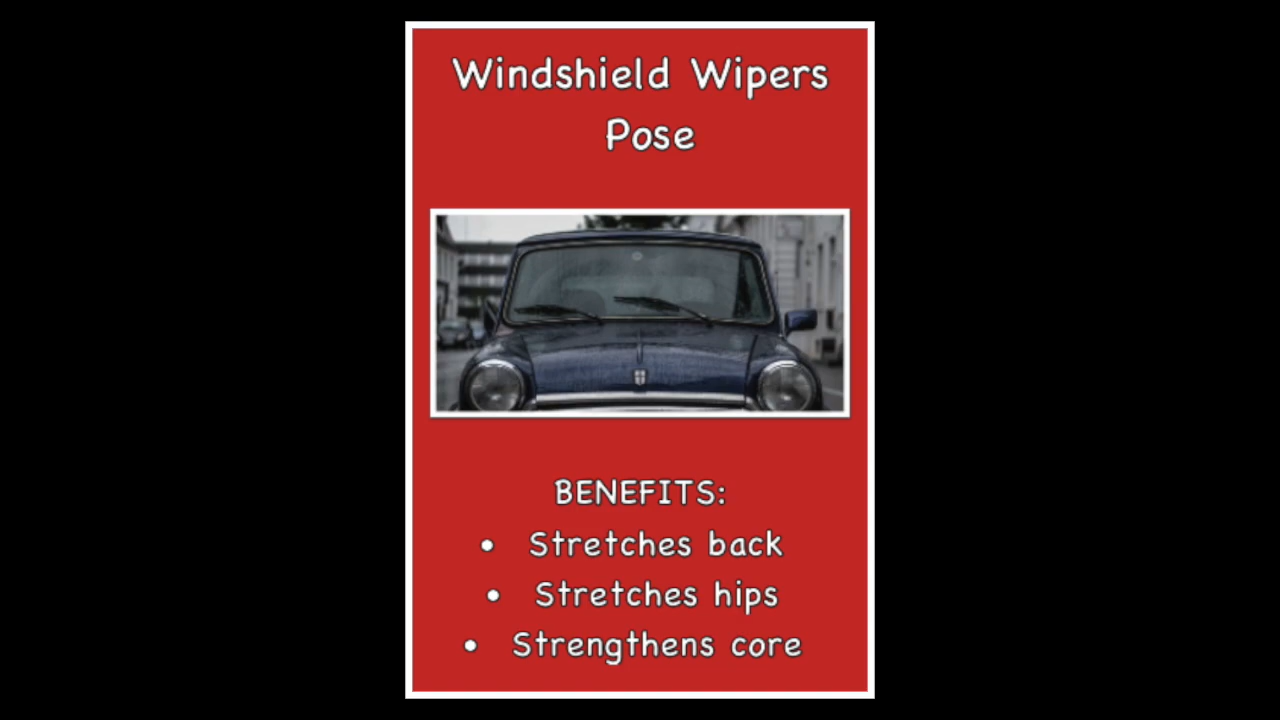 Windshield Wipers
Pose
BENEFITS:
• Stretches back
• Stretches hips
• Strengthens core